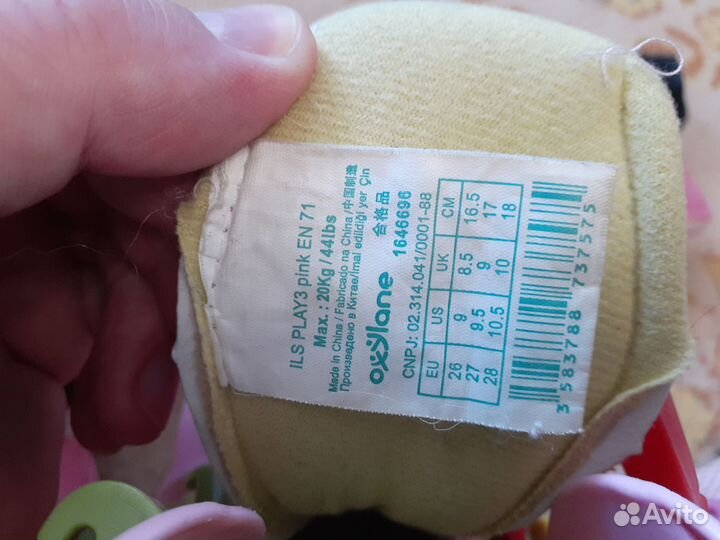 ILS PLAY3 pink EN 71
Max. : 20Kg / 44lbs
Made in China / Fabricado na China /中国制造
Произведено в Китае/imal edildiği yer Çin
oxylane 合格品
1646696
CNPJ: 02.314.041/0001-88
EU US UK CM
26 9 8.5 16.5
27 9.5 9 17
28 10.5 10 18
3 583788 737575
Avito